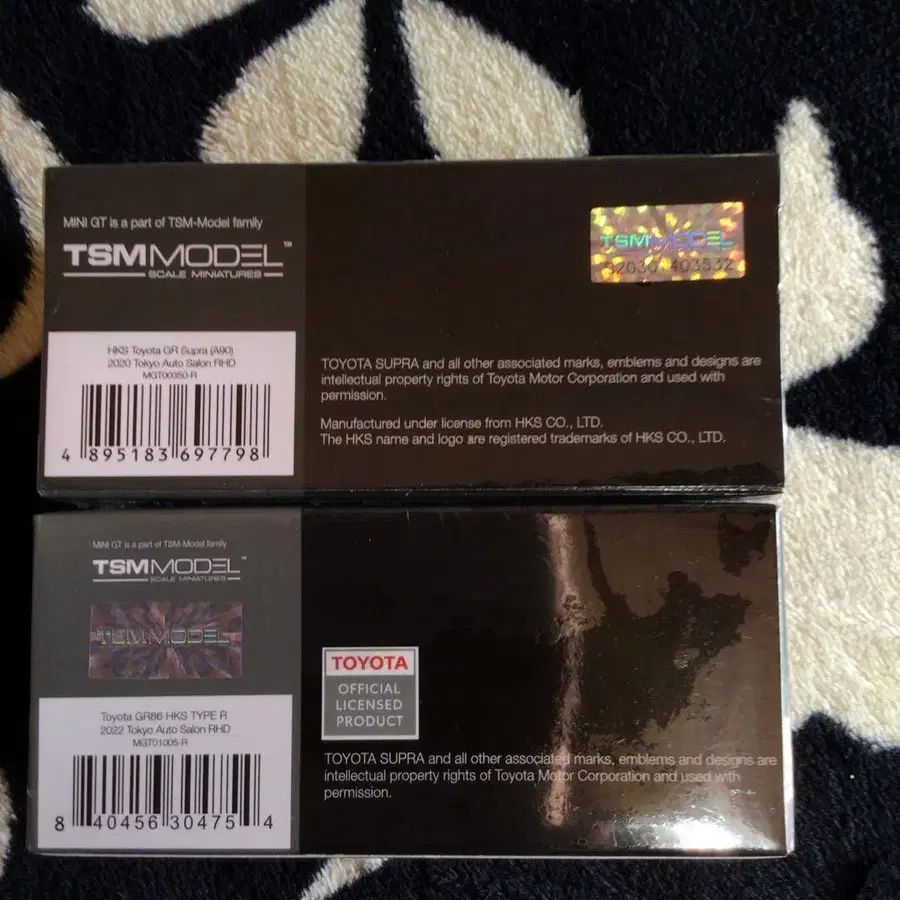 MINI GT is a part of TSM-Model family
TSMMODEL™
SCALE MINIATURES
TSMMODEL
403532
HKS Toyota GR Supra (A90)
2020 Tokyo Auto Salon RHD
MGT00350-R
4 895183 697798
TOYOTA SUPRA and all other associated marks, emblems and designs are
intellectual property rights of Toyota Motor Corporation and used with
permission.
Manufactured under license from HKS CO., LTD.
The HKS name and logo are registered trademarks of HKS CO., LTD.
MINI GT is a part of TSM-Model family
TSMMODEL™
SCALE MINIATURES
TSMMODEL
Toyota GR86 HKS TYPE R
2022 Tokyo Auto Salon RHD
MGT01005-R
8 40456 30475 4
TOYOTA
OFFICIAL
LICENSED
PRODUCT
TOYOTA SUPRA and all other associated marks, emblems and designs are
intellectual property rights of Toyota Motor Corporation and used with
permission.